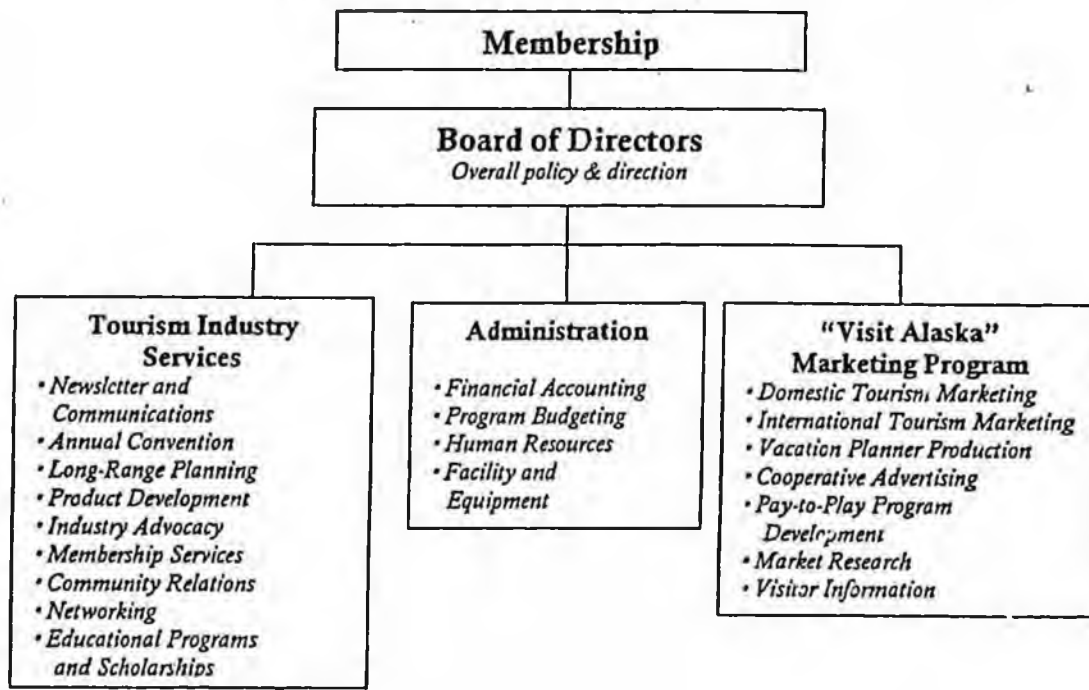 Membership
Board of Directors
Overall policy & direction
Tourism Industry
Services
• Newsletter and
Communications
• Annual Convention
• Long-Range Planning
• Product Development
• Industry Advocacy
• Membership Services
• Community Relations
• Networking
• Educational Programs
and Scholarships
Administration
• Financial Accounting
• Program Budgeting
• Human Resources
• Facility and
Equipment
“Visit Alaska”
Marketing Program
• Domestic Tourism Marketing
• International Tourism Marketing
• Vacation Planner Production
• Cooperative Advertising
• Pay-to-Play Program
Development
• Market Research
• Visitor Information